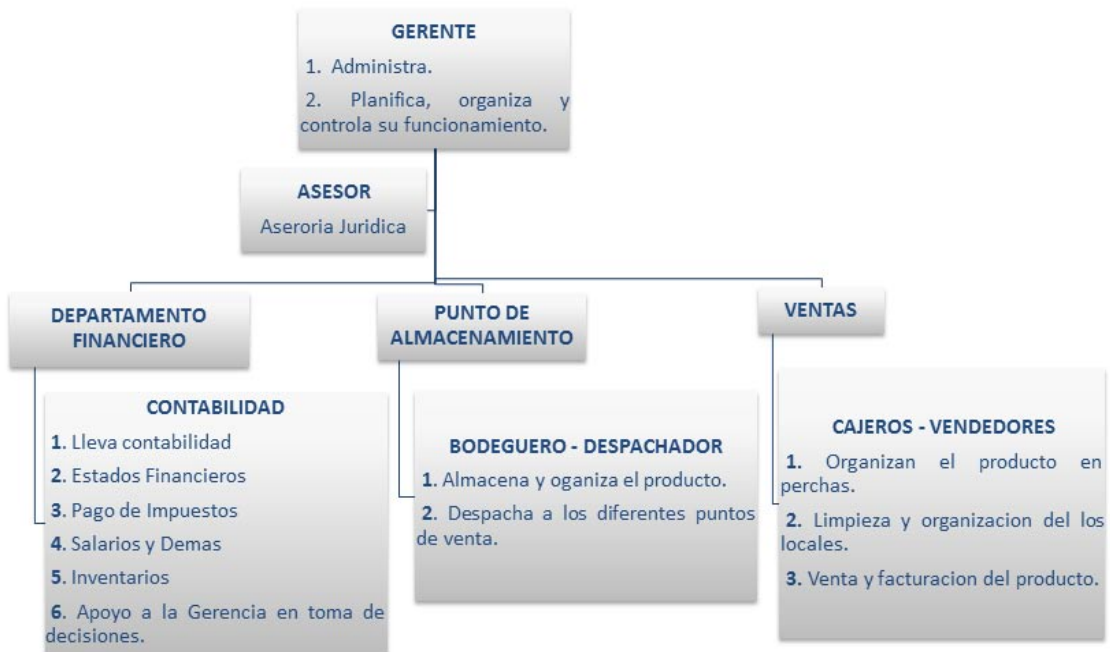 GERENTE
1. Administra.
2. Planifica, organiza y
controla su funcionamiento.
ASESOR
Aseroria Juridica
DEPARTAMENTO
FINANCIERO
PUNTO DE
ALMACENAMIENTO
VENTAS
CONTABILIDAD
1. Lleva contabilidad
2. Estados Financieros
3. Pago de Impuestos
4. Salarios y Demas
5. Inventarios
6. Apoyo a la Gerencia en toma de
decisiones.
BODEGUERO - DESPACHADOR
1. Almacena y oganiza el producto.
2. Despacha a los diferentes puntos
de venta.
CAJEROS - VENDEDORES
1. Organizan el producto en
perchas.
2. Limpieza y organizacion del los
locales.
3. Venta y facturacion del producto.